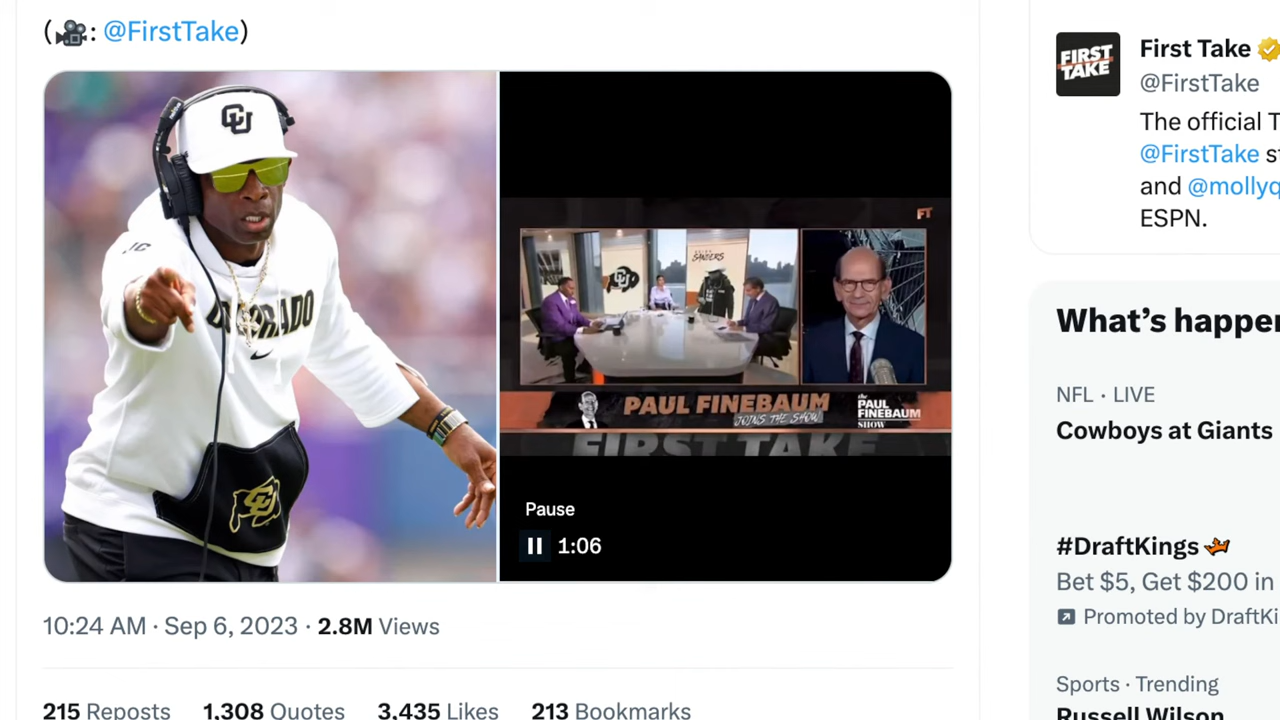 (🎥: @FirstTake)
CU
COLORADO
CU
FT
SANDERS
CU
PAUL FINEBAUM
JOINS THE SHOW
the
PAUL
FINEBAUM
SHOW
FIRST TAKE
Pause
1:06
10:24 AM · Sep 6, 2023 · 2.8M Views
215 Reposts 1,308 Quotes 3,435 Likes 213 Bookmarks
FIRST
TAKE
First Take
@FirstTake
The official T
@FirstTake s
and @mollyq
ESPN.
What’s happen
NFL · LIVE
Cowboys at Giants
#DraftKings
Bet $5, Get $200 in
Promoted by DraftKi
Sports · Trending
Russell Wilson